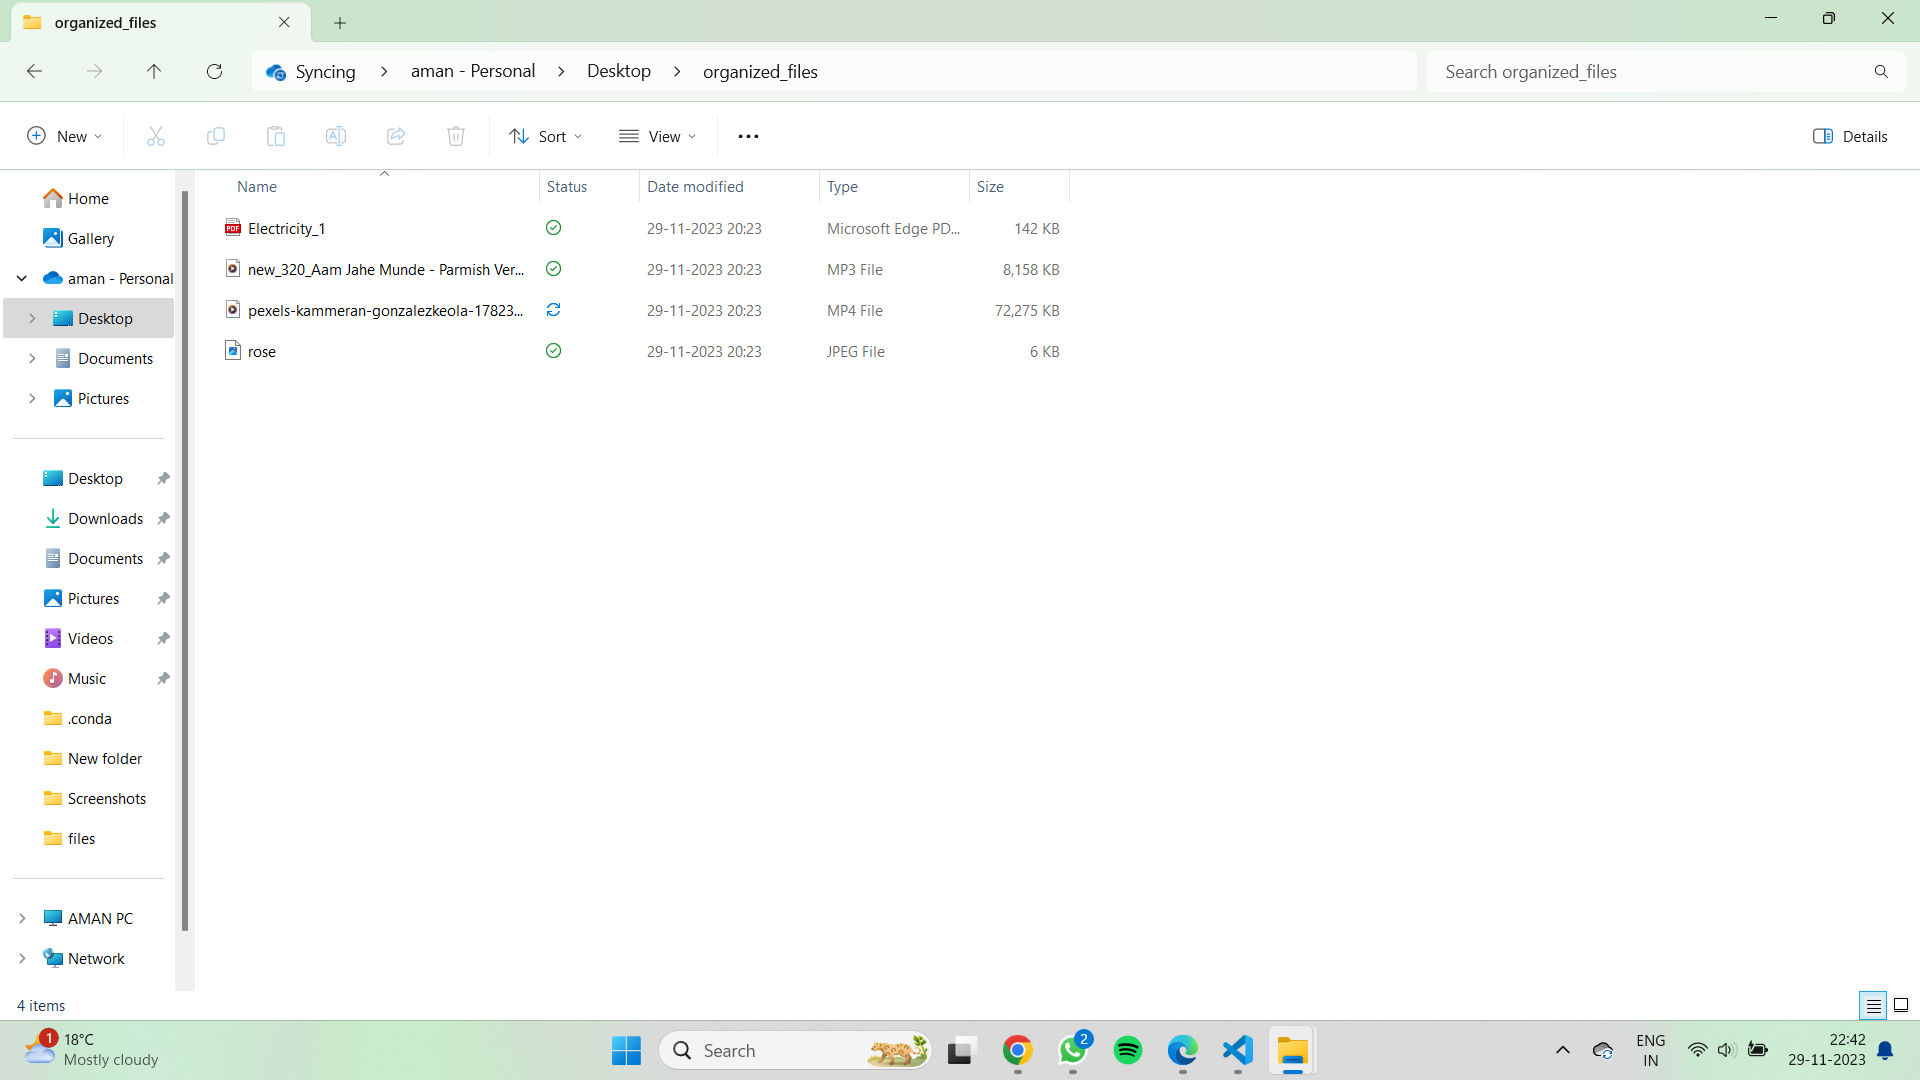 organized_files
Syncing > aman - Personal > Desktop > organized_files
Search organized_files
New
Sort
View
Details
Name Status Date modified Type Size
Electricity_1 29-11-2023 20:23 Microsoft Edge PD... 142 KB
new_320_Aam Jahe Munde - Parmish Ver... 29-11-2023 20:23 MP3 File 8,158 KB
pexels-kammeran-gonzalezkeola-17823... 29-11-2023 20:23 MP4 File 72,275 KB
rose 29-11-2023 20:23 JPEG File 6 KB
Home
Gallery
aman - Personal
Desktop
Documents
Pictures
Desktop
Downloads
Documents
Pictures
Videos
Music
.conda
New folder
Screenshots
files
AMAN PC
Network
4 items
1
18°C
Mostly cloudy
Search
2
ENG
IN
22:42
29-11-2023
PDF